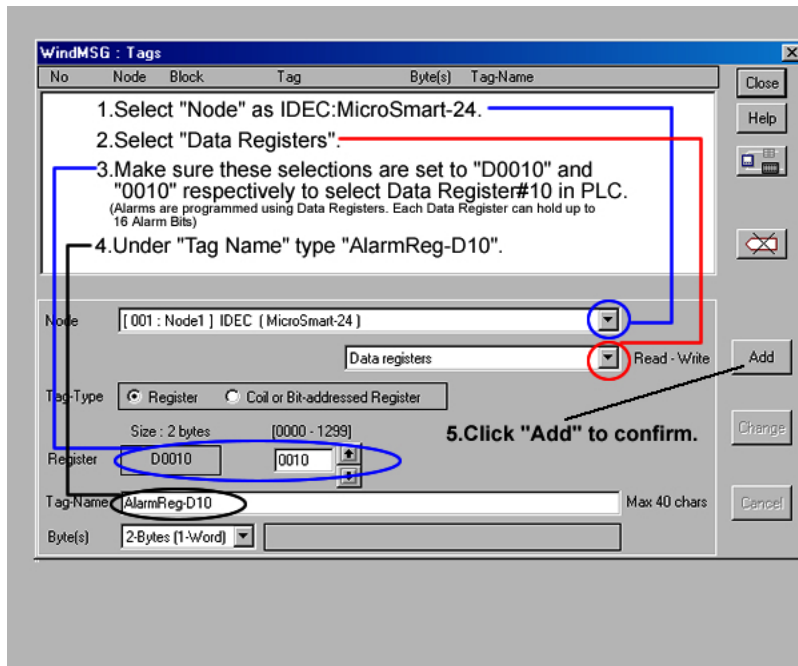 WindMSG : Tags
No Node Block Tag Byte(s) Tag-Name
Close
Help
1.Select "Node" as IDEC:MicroSmart-24.
2.Select "Data Registers".
3.Make sure these selections are set to "D0010" and
"0010" respectively to select Data Register#10 in PLC.
(Alarms are programmed using Data Registers. Each Data Register can hold up to
16 Alarm Bits)
4.Under "Tag Name" type "AlarmReg-D10".
Node [ 001 : Node1 ] IDEC ( MicroSmart-24 )
Data registers Read - Write
Add
Tag-Type Register Coil or Bit-addressed Register
Size : 2 bytes [0000 - 1299]
5.Click "Add" to confirm.
Change
Register D0010 0010
Tag-Name AlarmReg-D10 Max 40 chars
Cancel
Byte(s) 2-Bytes (1-Word)